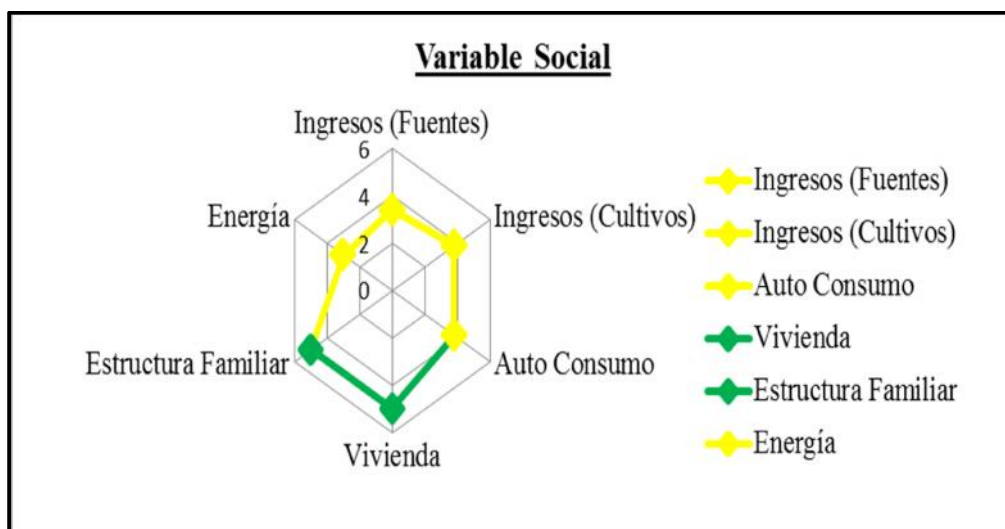 Variable Social
Ingresos (Fuentes)
6
4
2
0
Energía
Ingresos (Cultivos)
Estructura Familiar
Auto Consumo
Vivienda
Ingresos (Fuentes)
Ingresos (Cultivos)
Auto Consumo
Vivienda
Estructura Familiar
Energía